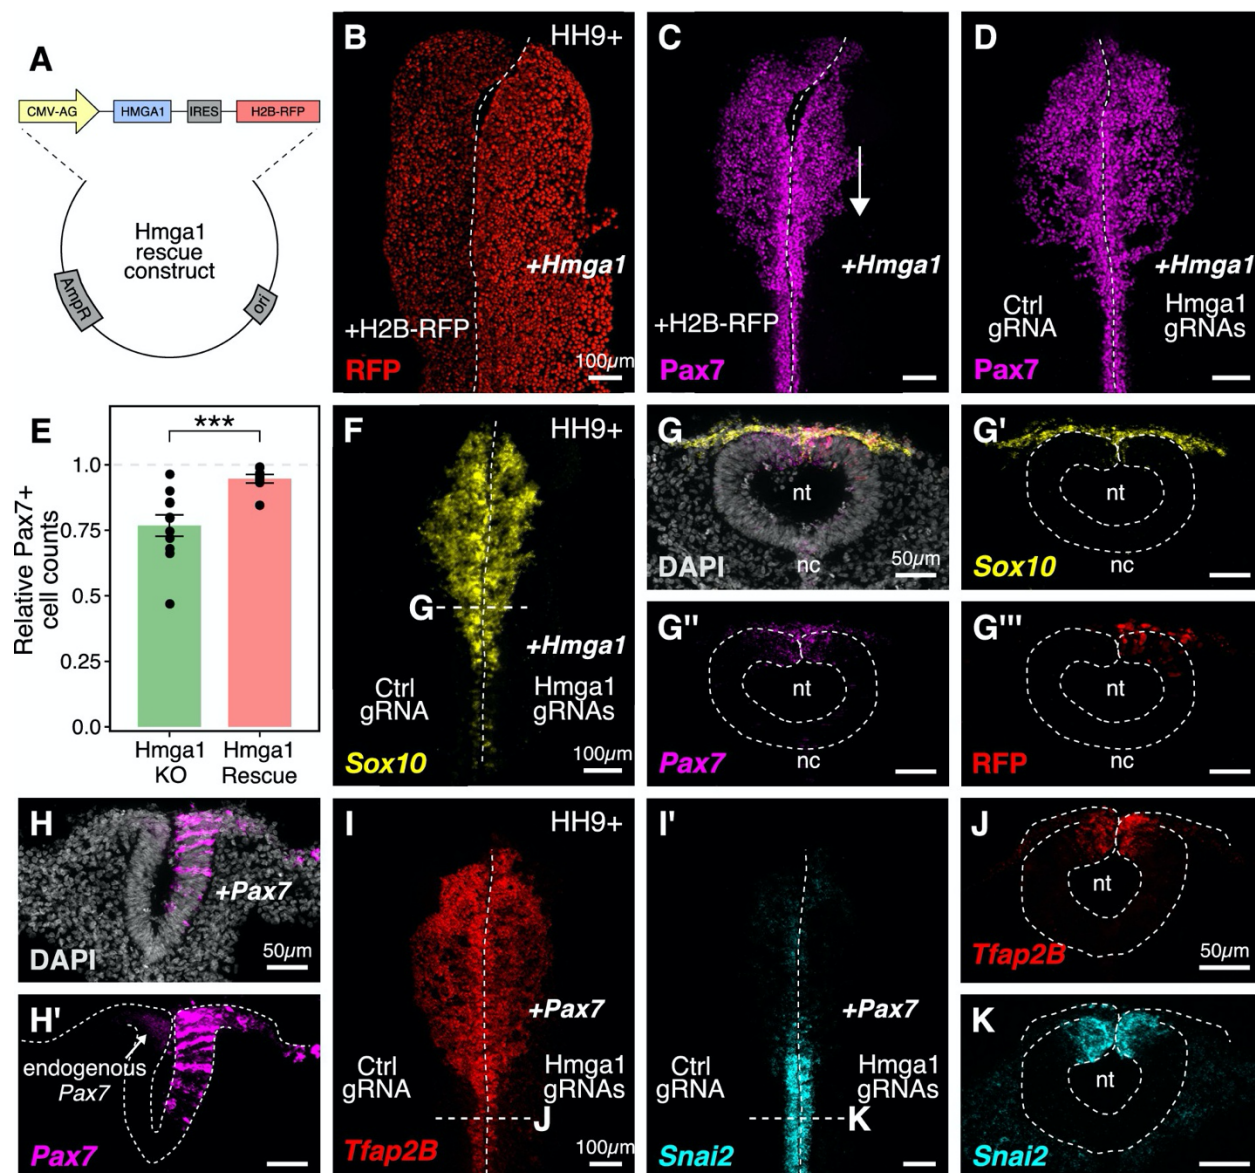 A
CMV-AG
HMGA1
IRES
H2B-RFP
Hmga1
rescue
construct
AmpR
ori
B
HH9+
+Hmga1
+H2B-RFP
RFP
100µm
C
+Hmga1
+H2B-RFP
Pax7
D
+Hmga1
Ctrl
gRNA
Hmga1
gRNAs
Pax7
E
***
Relative Pax7+
cell counts
1.0
0.75
0.50
0.25
0.0
Hmga1
KO
Hmga1
Rescue
F
HH9+
G
+Hmga1
Ctrl
gRNA
Hmga1
gRNAs
Sox10
100µm
G
nt
nc
DAPI
50µm
G'
nt
nc
Sox10
G''
nt
nc
Pax7
G'''
nt
nc
RFP
H
+Pax7
DAPI
50µm
H'
endogenous
Pax7
Pax7
I
HH9+
+Pax7
Ctrl
gRNA
Hmga1
gRNAs
J
Tfap2B
100µm
I'
+Pax7
Ctrl
gRNA
Hmga1
gRNAs
K
Snai2
J
nt
Tfap2B
50µm
K
nt
Snai2